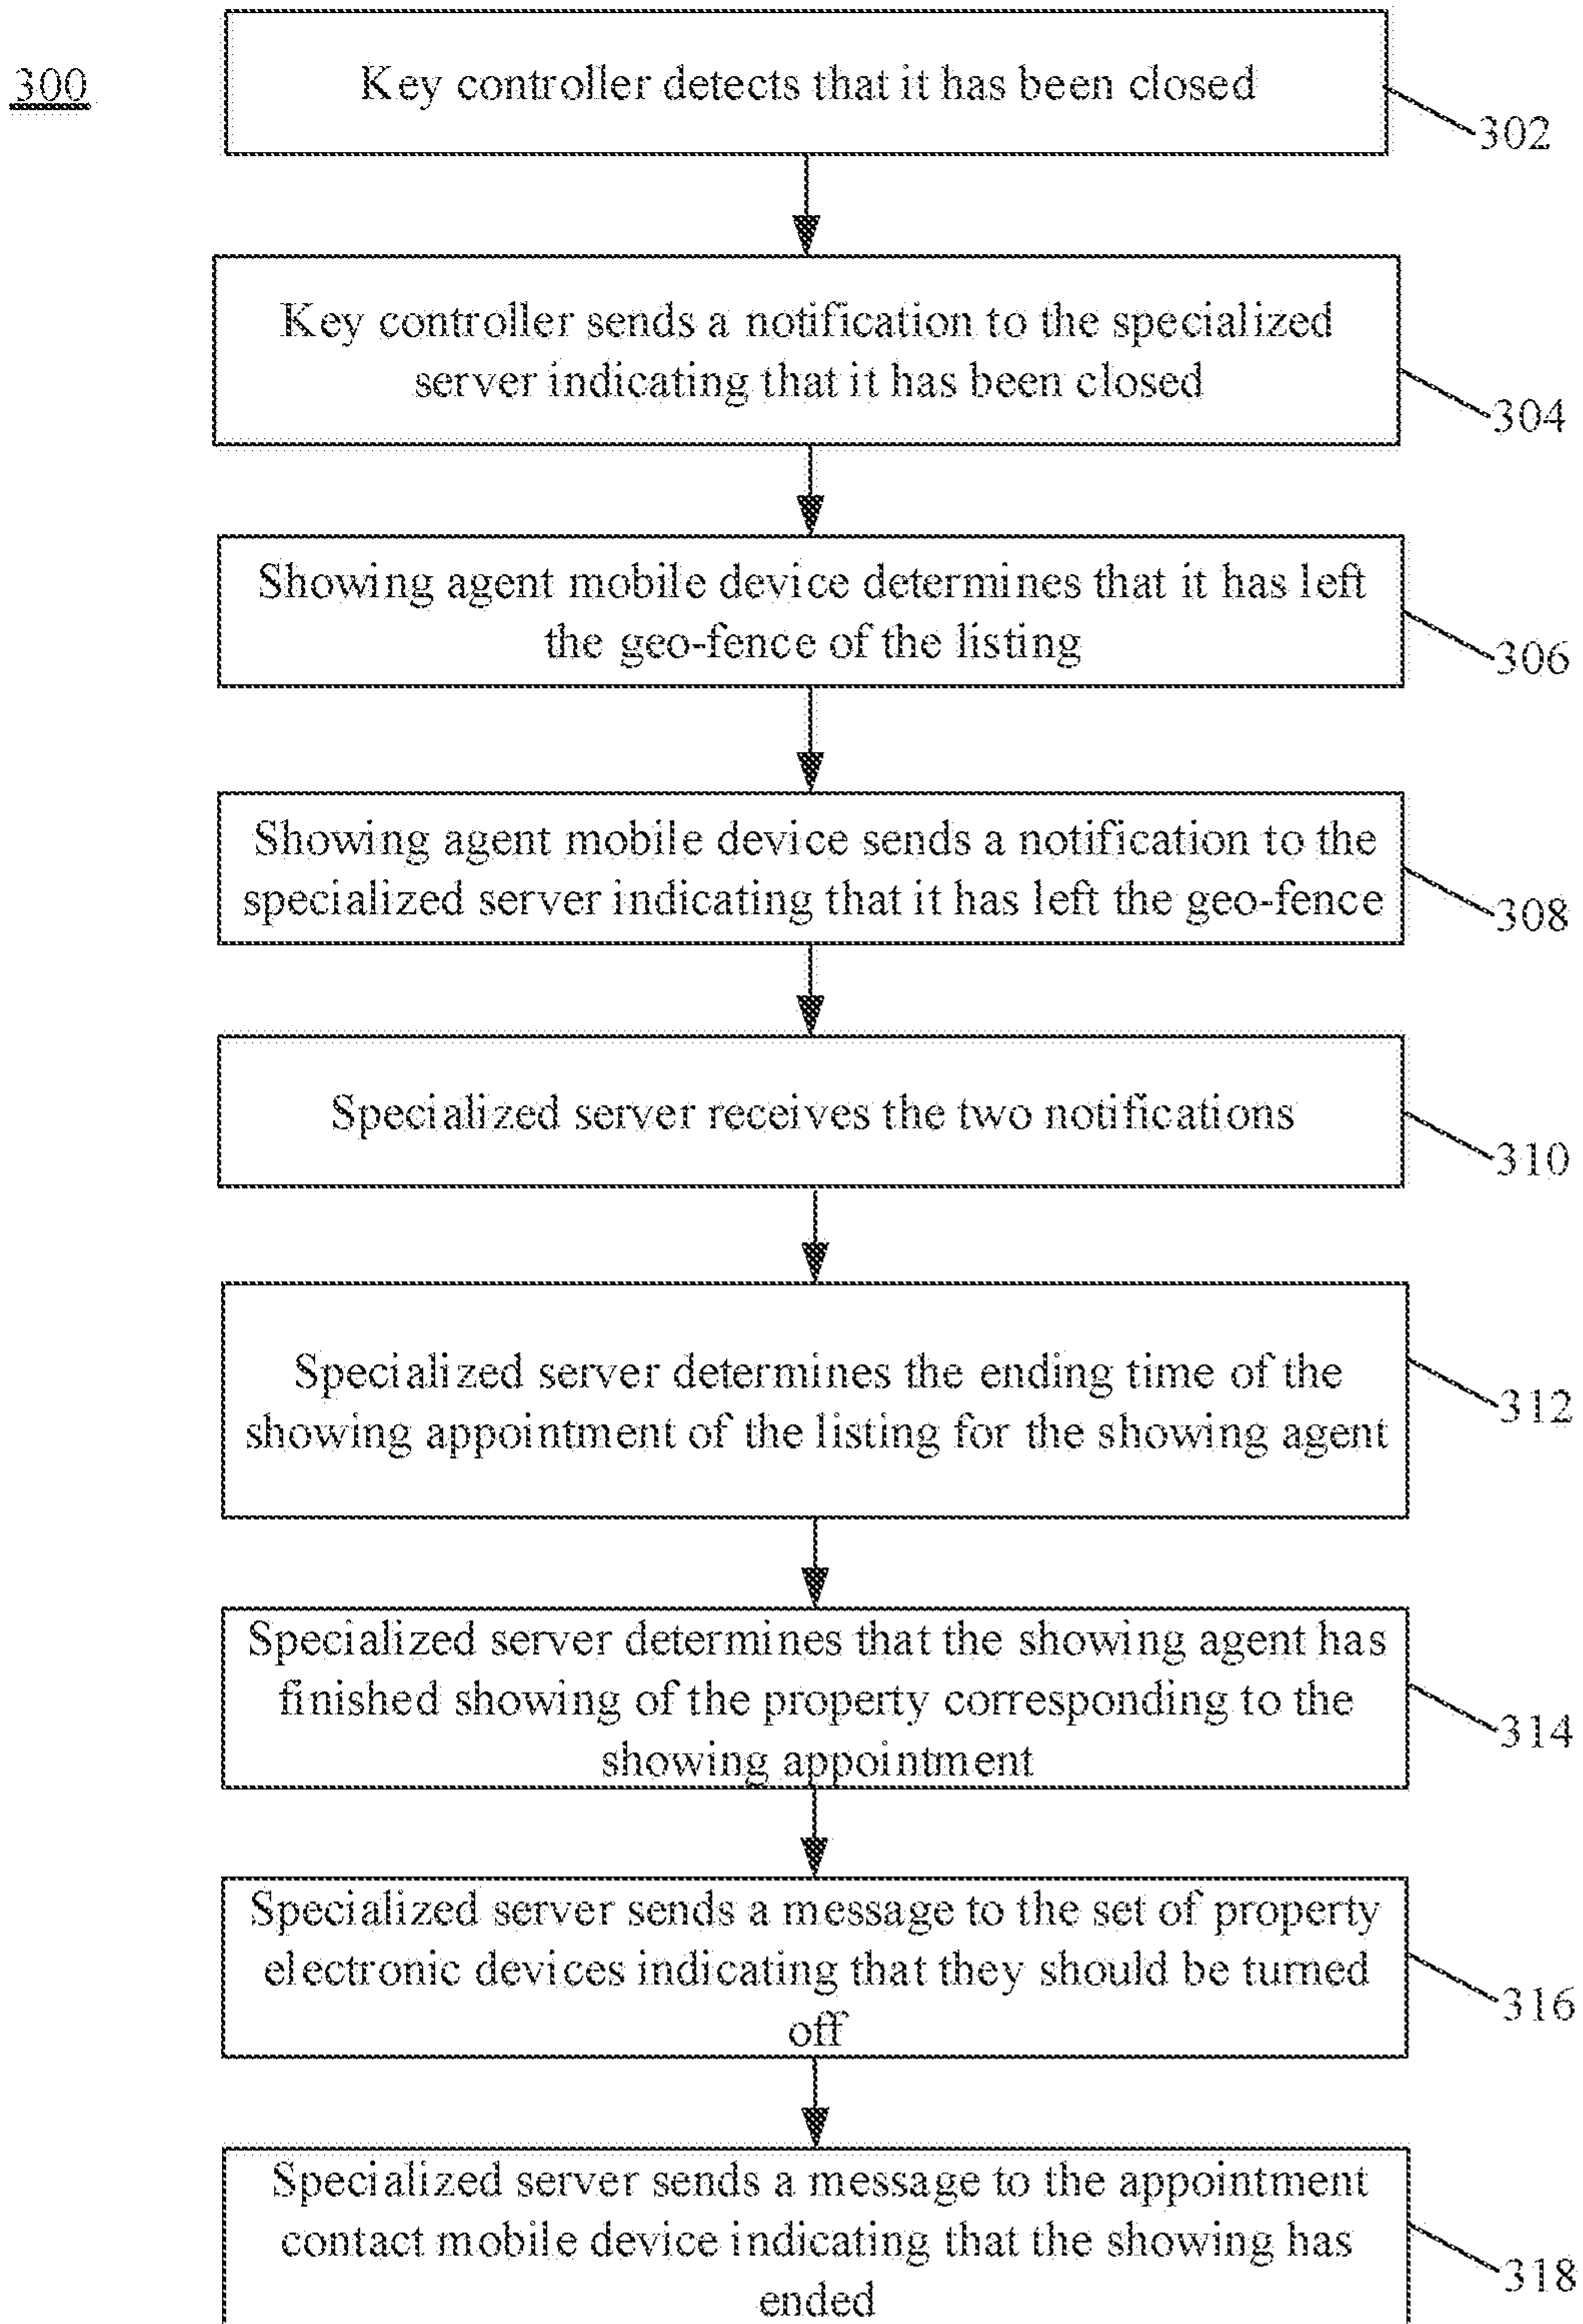 300
Key controller detects that it has been closed
302
Key controller sends a notification to the specialized
server indicating that it has been closed
304
Showing agent mobile device determines that it has left
the geo-fence of the listing
306
Showing agent mobile device sends a notification to the
specialized server indicating that it has left the geo-fence
308
Specialized server receives the two notifications
310
Specialized server determines the ending time of the
showing appointment of the listing for the showing agent
312
Specialized server determines that the showing agent has
finished showing of the property corresponding to the
showing appointment
314
Specialized server sends a message to the set of property
electronic devices indicating that they should be turned
off
316
Specialized server sends a message to the appointment
contact mobile device indicating that the showing has
ended
318